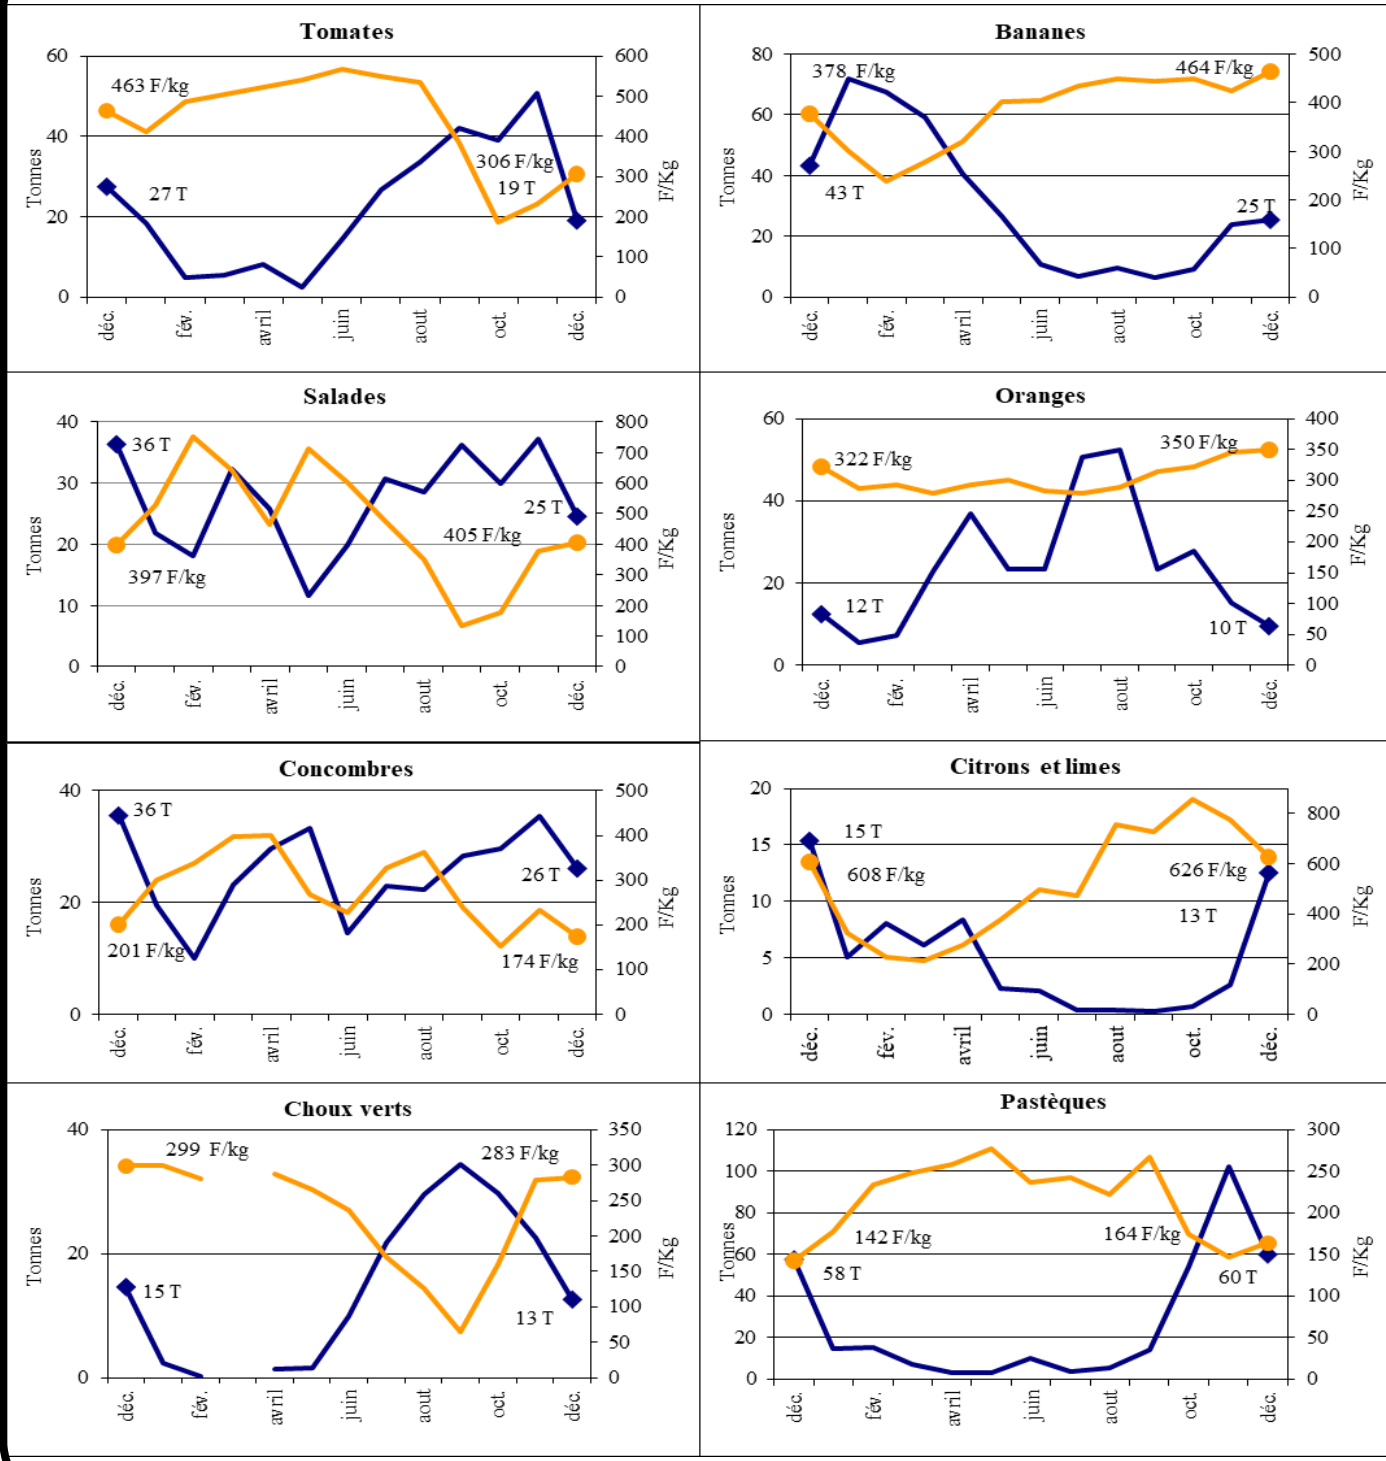 Tomates
60
40
20
0
600
500
400
300
200
100
0
Tonnes
F/Kg
463 F/kg
27 T
306 F/kg
19 T
déc.
fév.
avril
juin
aout
oct.
déc.
Bananes
80
60
40
20
0
500
400
300
200
100
0
Tonnes
F/Kg
378 F/kg
464 F/kg
43 T
25 T
déc.
fév.
avril
juin
aout
oct.
déc.
Salades
40
30
20
10
0
800
700
600
500
400
300
200
100
0
Tonnes
F/Kg
36 T
25 T
405 F/kg
397 F/kg
déc.
fév.
avril
juin
aout
oct.
déc.
Oranges
60
40
20
0
400
350
300
250
200
150
100
50
0
Tonnes
F/Kg
350 F/kg
322 F/kg
12 T
10 T
déc.
fév.
avril
juin
aout
oct.
déc.
Concombres
40
20
0
500
400
300
200
100
0
Tonnes
F/Kg
36 T
26 T
201 F/kg
174 F/kg
déc.
fév.
avril
juin
aout
oct.
déc.
Citrons et limes
20
15
10
5
0
800
600
400
200
0
Tonnes
F/Kg
15 T
608 F/kg
626 F/kg
13 T
déc.
fév.
avril
juin
aout
oct.
déc.
Choux verts
40
20
0
350
300
250
200
150
100
50
0
Tonnes
F/Kg
299 F/kg
283 F/kg
15 T
13 T
déc.
fév.
avril
juin
aout
oct.
déc.
Pastèques
120
100
80
60
40
20
0
300
250
200
150
100
50
0
Tonnes
F/Kg
142 F/kg
164 F/kg
58 T
60 T
déc.
fév.
avril
juin
aout
oct.
déc.